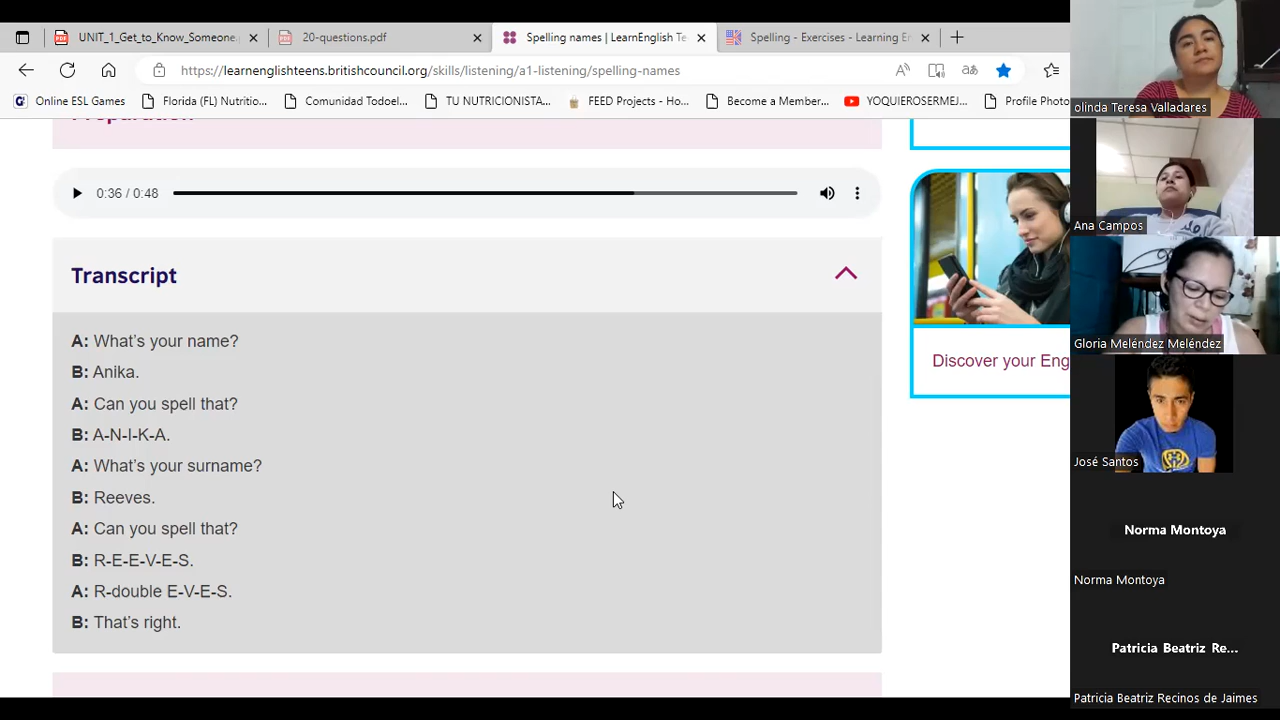 UNIT_1_Get_to_Know_Someone.
20-questions.pdf
Spelling names | LearnEnglish Te
Spelling - Exercises - Learning En
https://learnenglishteens.britishcouncil.org/skills/listening/a1-listening/spelling-names
Online ESL Games
Florida (FL) Nutritio...
Comunidad Todoel...
TU NUTRICIONISTA...
FEED Projects - Ho...
Become a Member...
YOQUIEROSERMEJ...
Profile Photo
Preparation
0:36 / 0:48
Transcript
A: What's your name?
B: Anika.
A: Can you spell that?
B: A-N-I-K-A.
A: What's your surname?
B: Reeves.
A: Can you spell that?
B: R-E-E-V-E-S.
A: R-double E-V-E-S.
B: That's right.
Discover your Eng
olinda Teresa Valladares
Ana Campos
Gloria Meléndez Meléndez
José Santos
Norma Montoya
Norma Montoya
Patricia Beatriz Re...
Patricia Beatriz Recinos de Jaimes